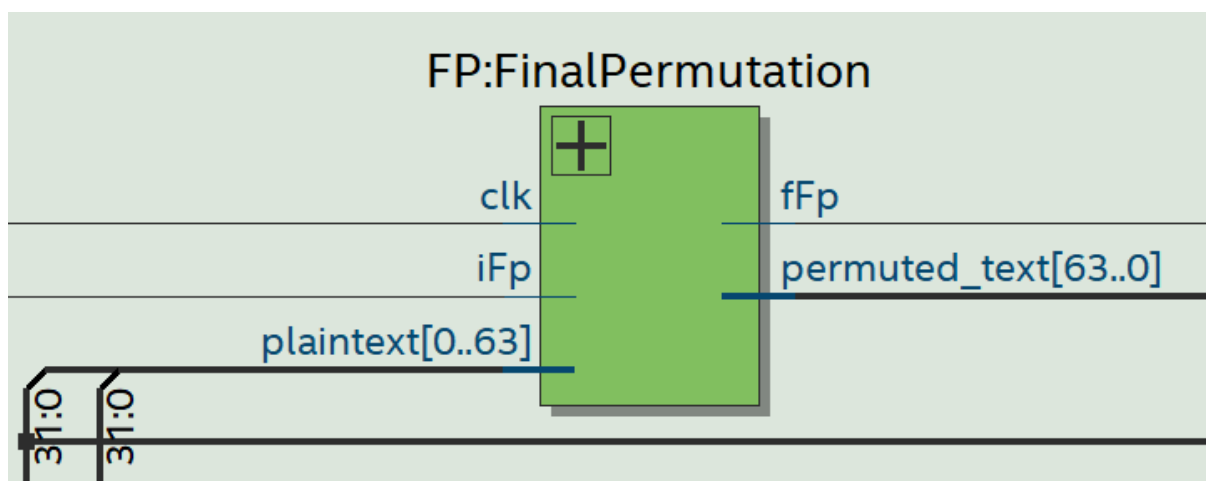 FP:FinalPermutation
clk
fFp
iFp
permuted_text[63..0]
plaintext[0..63]
31:0
31:0